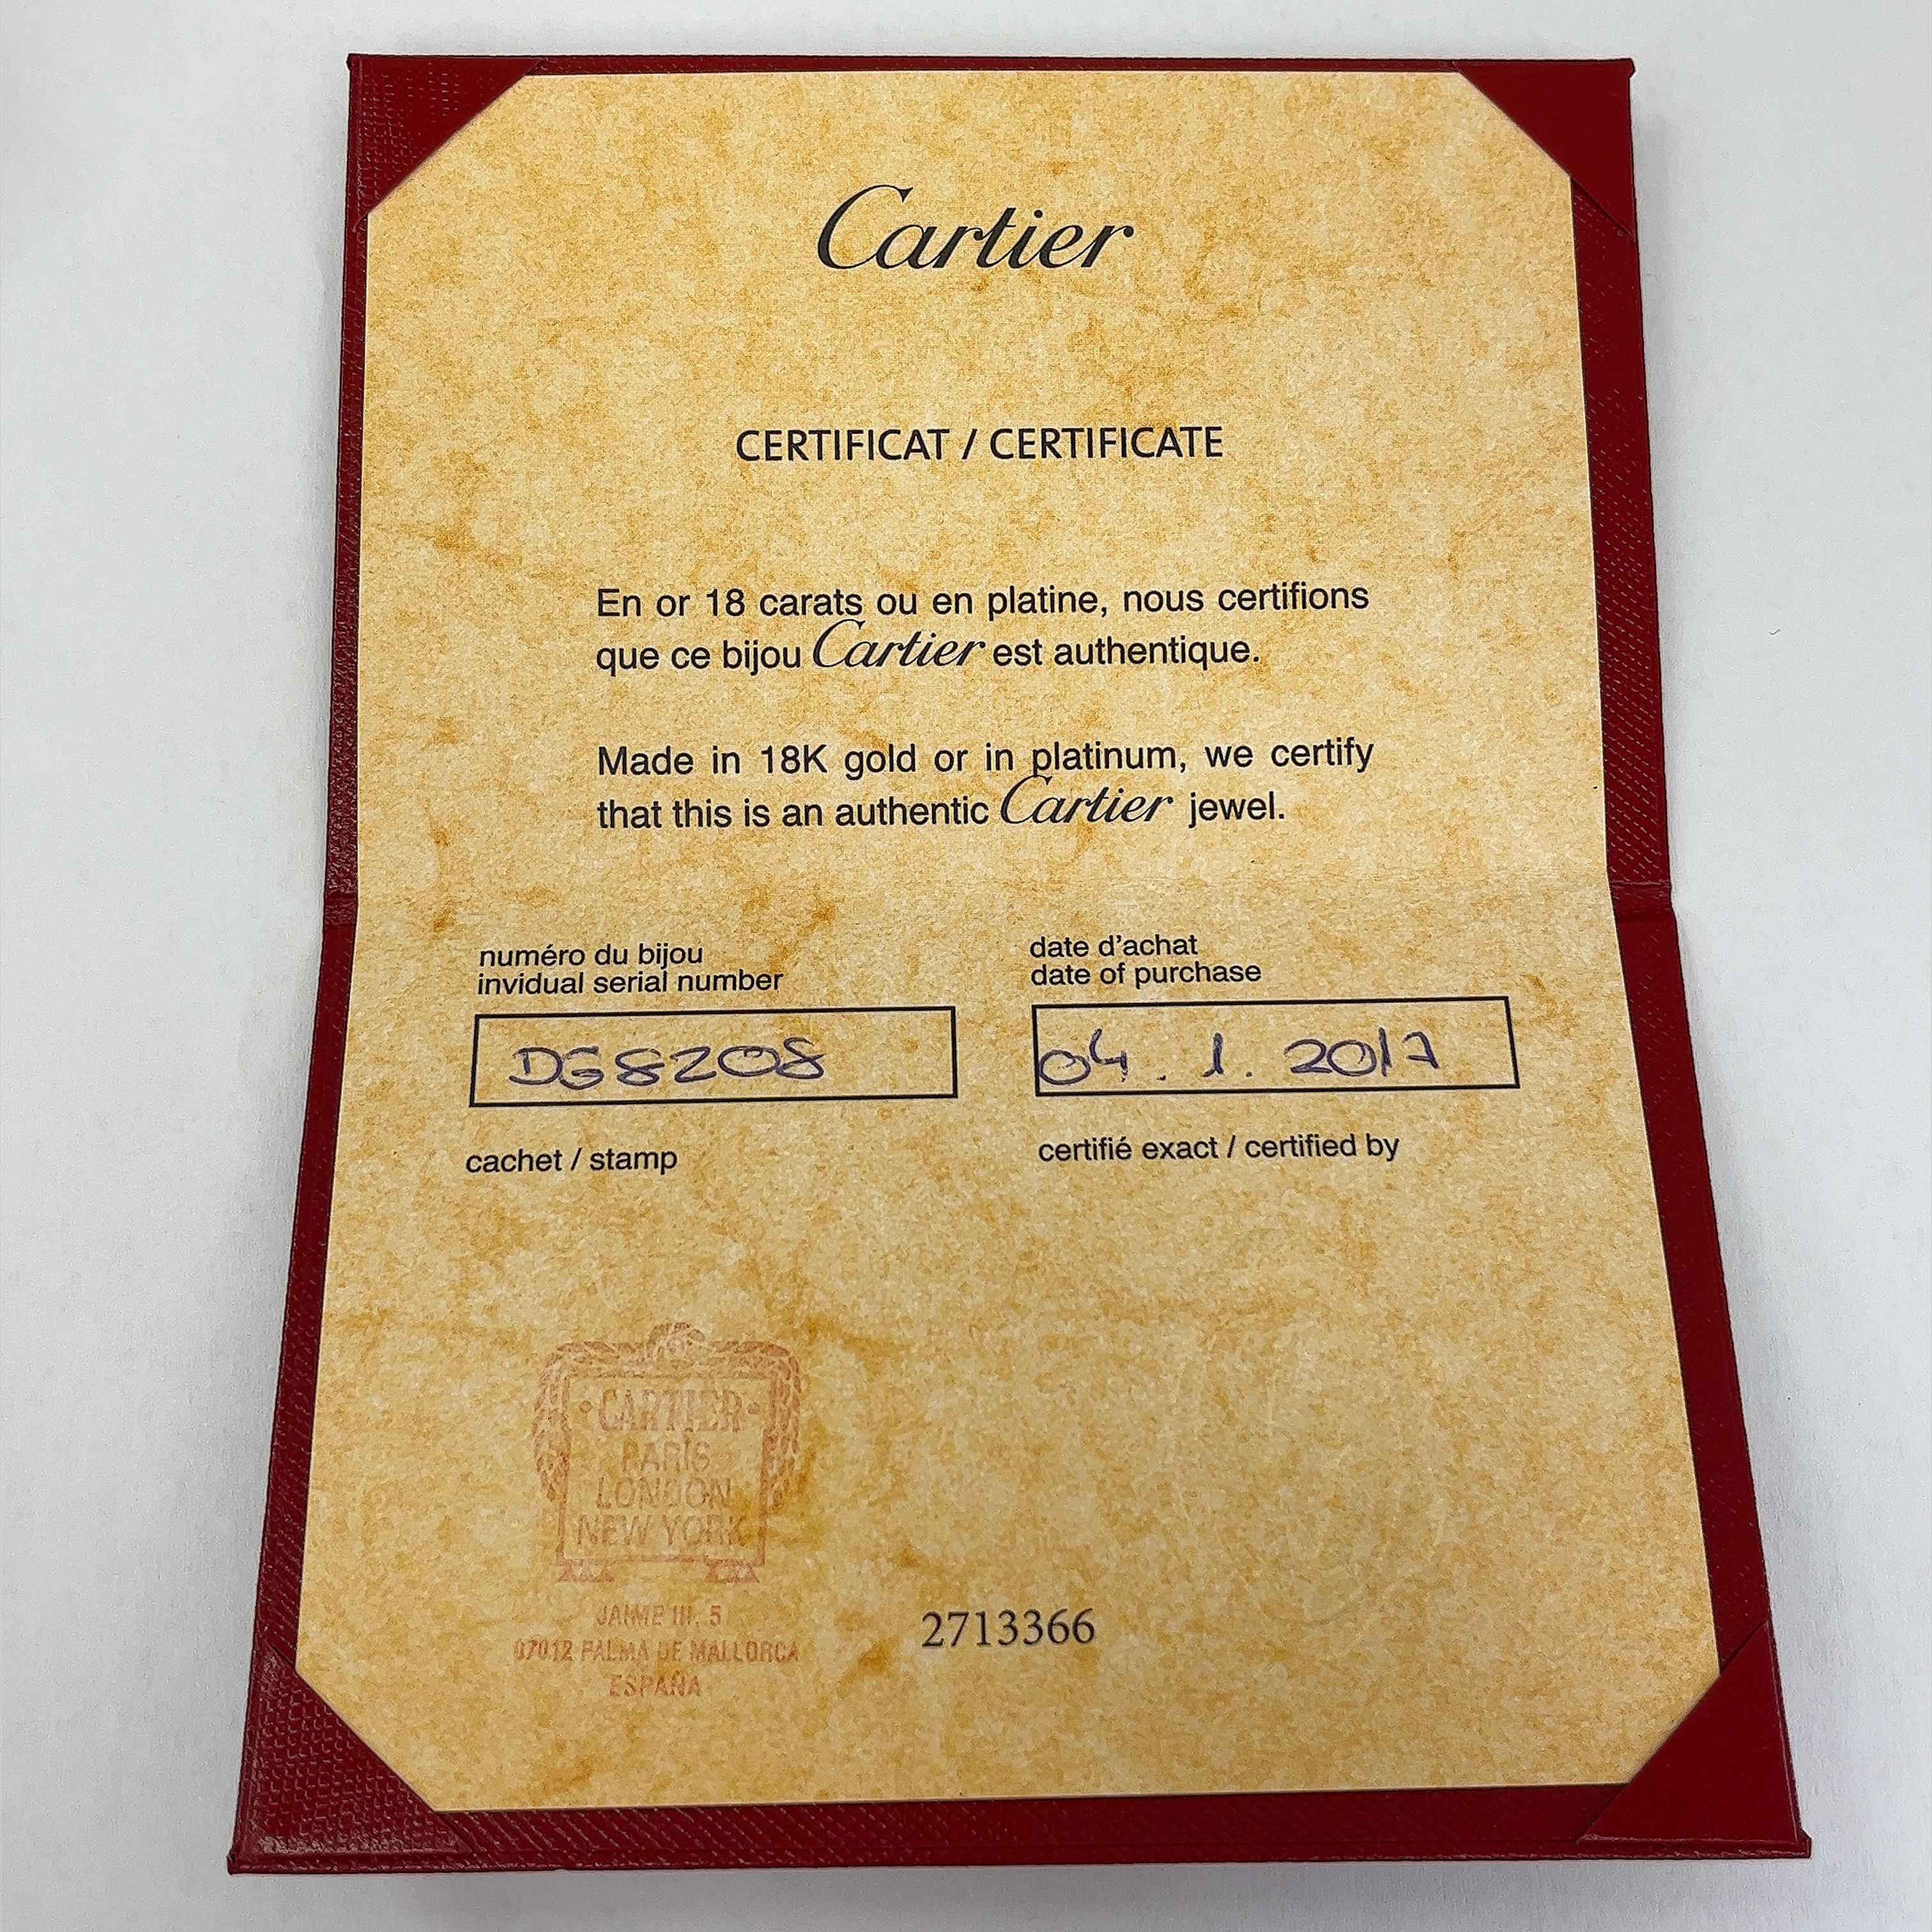 Cartier
CERTIFICAT / CERTIFICATE
En or 18 carats ou en platine, nous certifions
que ce bijou Cartier est authentique.
Made in 18K gold or in platinum, we certify
that this is an authentic Cartier jewel.
numéro du bijou
invidual serial number
DG8208
date d'achat
date of purchase
04. 1. 2017
cachet / stamp
certifié exact / certified by
·CARTIER·
PARIS
LONDON
NEW YORK
JAIME III, 5
07012 PALMA DE MALLORCA
ESPAÑA
2713366